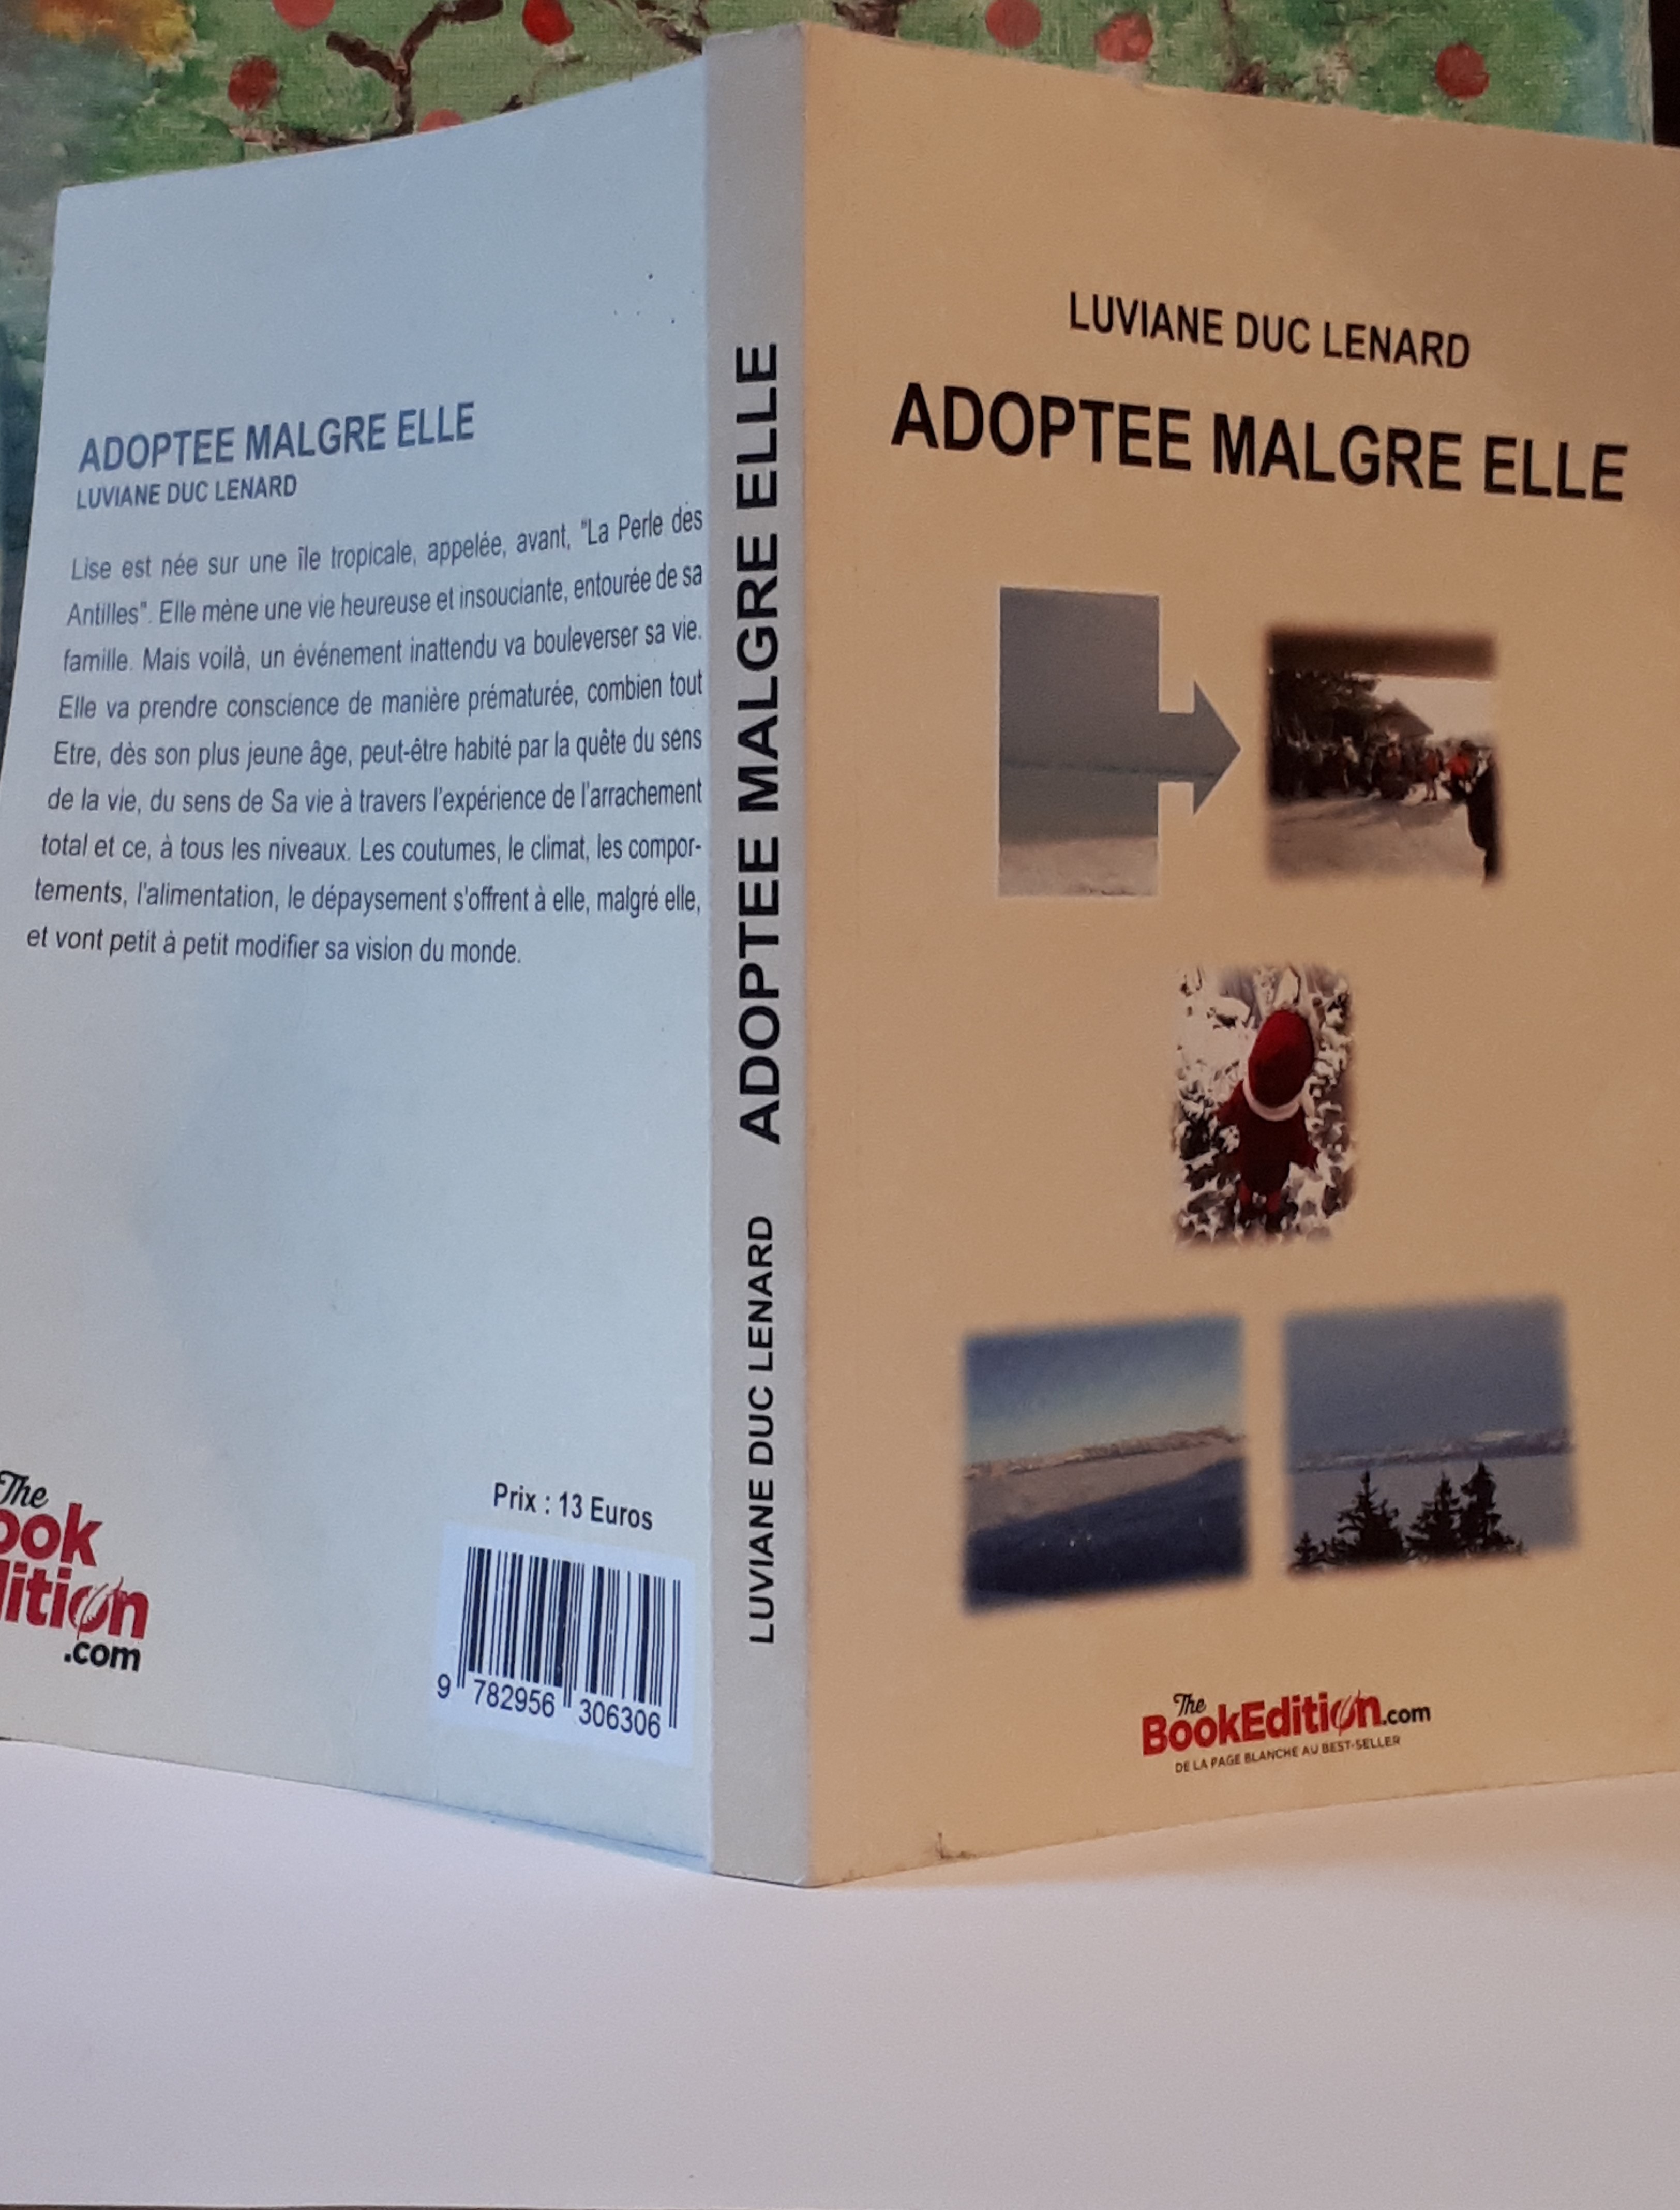 ADOPTEE MALGRE ELLE
LUVIANE DUC LENARD
Lise est née sur une île tropicale, appelée, avant, "La Perle des
Antilles". Elle mène une vie heureuse et insouciante, entourée de sa
famille. Mais voilà, un événement inattendu va bouleverser sa vie.
Elle va prendre conscience de manière prématurée, combien tout
Etre, dès son plus jeune âge, peut-être habité par la quête du sens
de la vie, du sens de Sa vie à travers l'expérience de l'arrachement
total et ce, à tous les niveaux. Les coutumes, le climat, les compor-
tements, l'alimentation, le dépaysement s'offrent à elle, malgré elle,
et vont petit à petit modifier sa vision du monde.
The
ook
lition
.com
Prix : 13 Euros
9 782956 306306
LUVIANE DUC LENARD ADOPTEE MALGRE ELLE
LUVIANE DUC LENARD
ADOPTEE MALGRE ELLE
The
BookEdition.com
DE LA PAGE BLANCHE AU BEST-SELLER